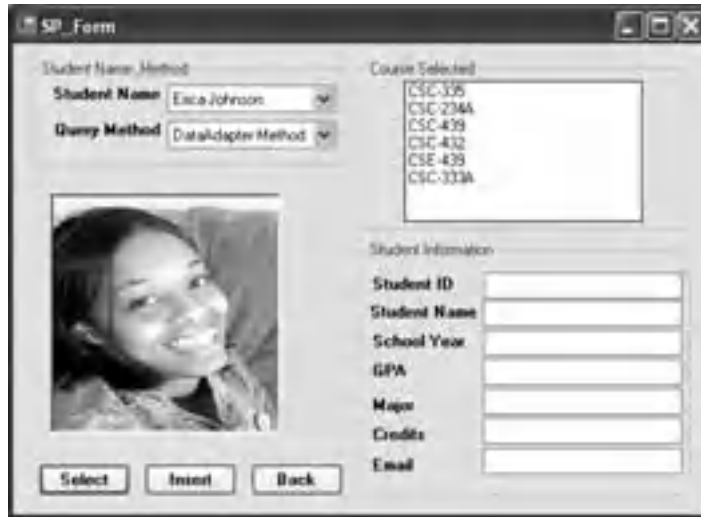 SP_Form
Student Name_Method
Student Name
Erica Johnson
Query Method
DataAdapter Method
Course Selected
CSC-335
CSC-234A
CSC-439
CSC-432
CSE-439
CSC-333A
Student Information
Student ID
Student Name
School Year
GPA
Major
Credits
Email
Select
Insert
Back